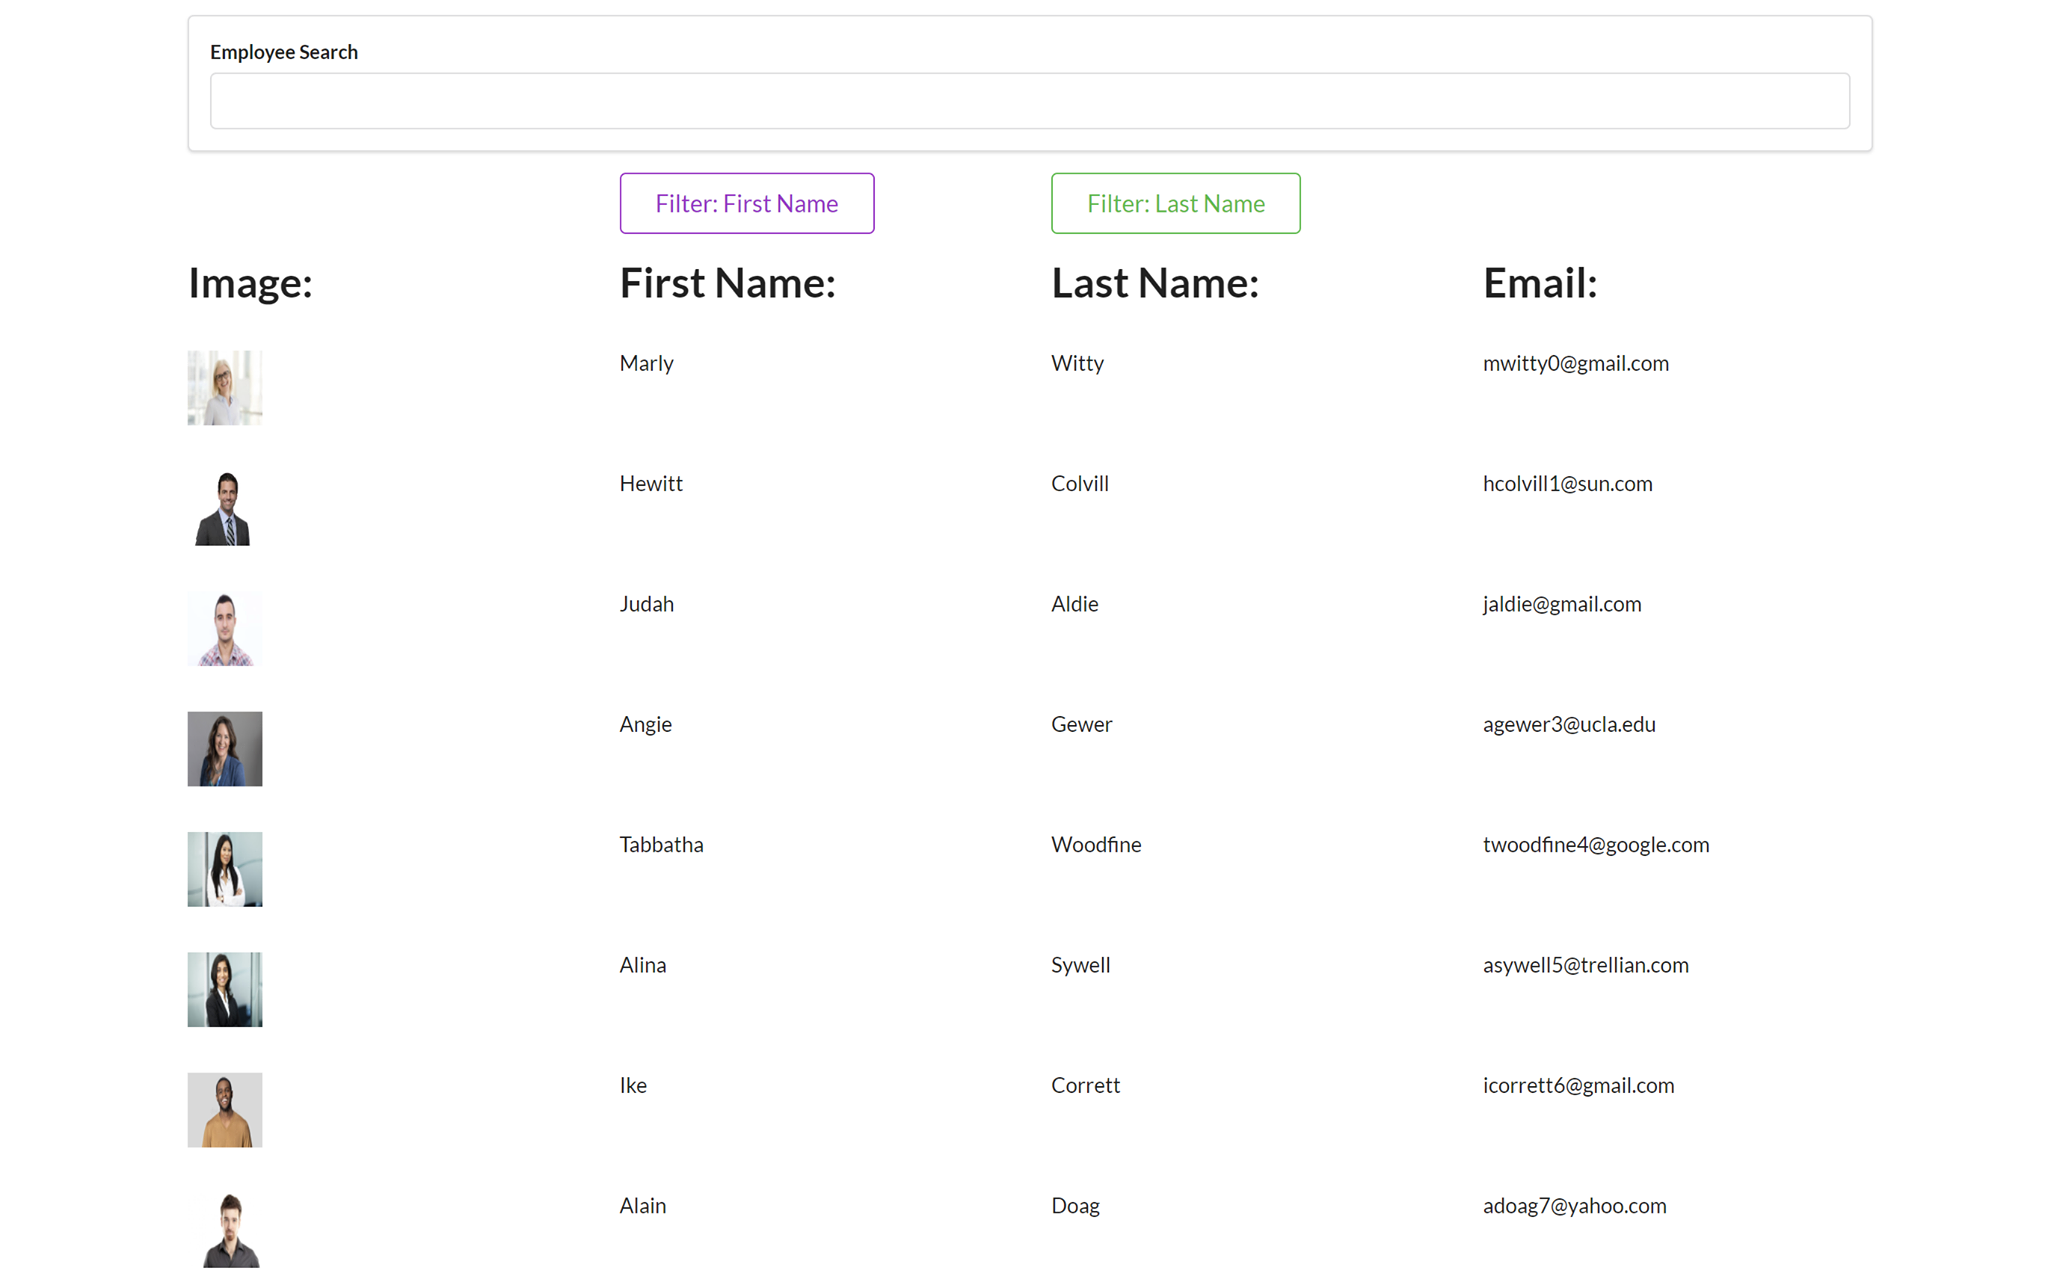 Employee Search
Filter: First Name Filter: Last Name
Image: First Name: Last Name: Email:
Marly Witty mwitty0@gmail.com
Hewitt Colvill hcolvill1@sun.com
Judah Aldie jaldie@gmail.com
Angie Gewer agewer3@ucla.edu
Tabbatha Woodfine twoodfine4@google.com
Alina Sywell asywell5@trellian.com
Ike Corrett icorrett6@gmail.com
Alain Doag adoag7@yahoo.com